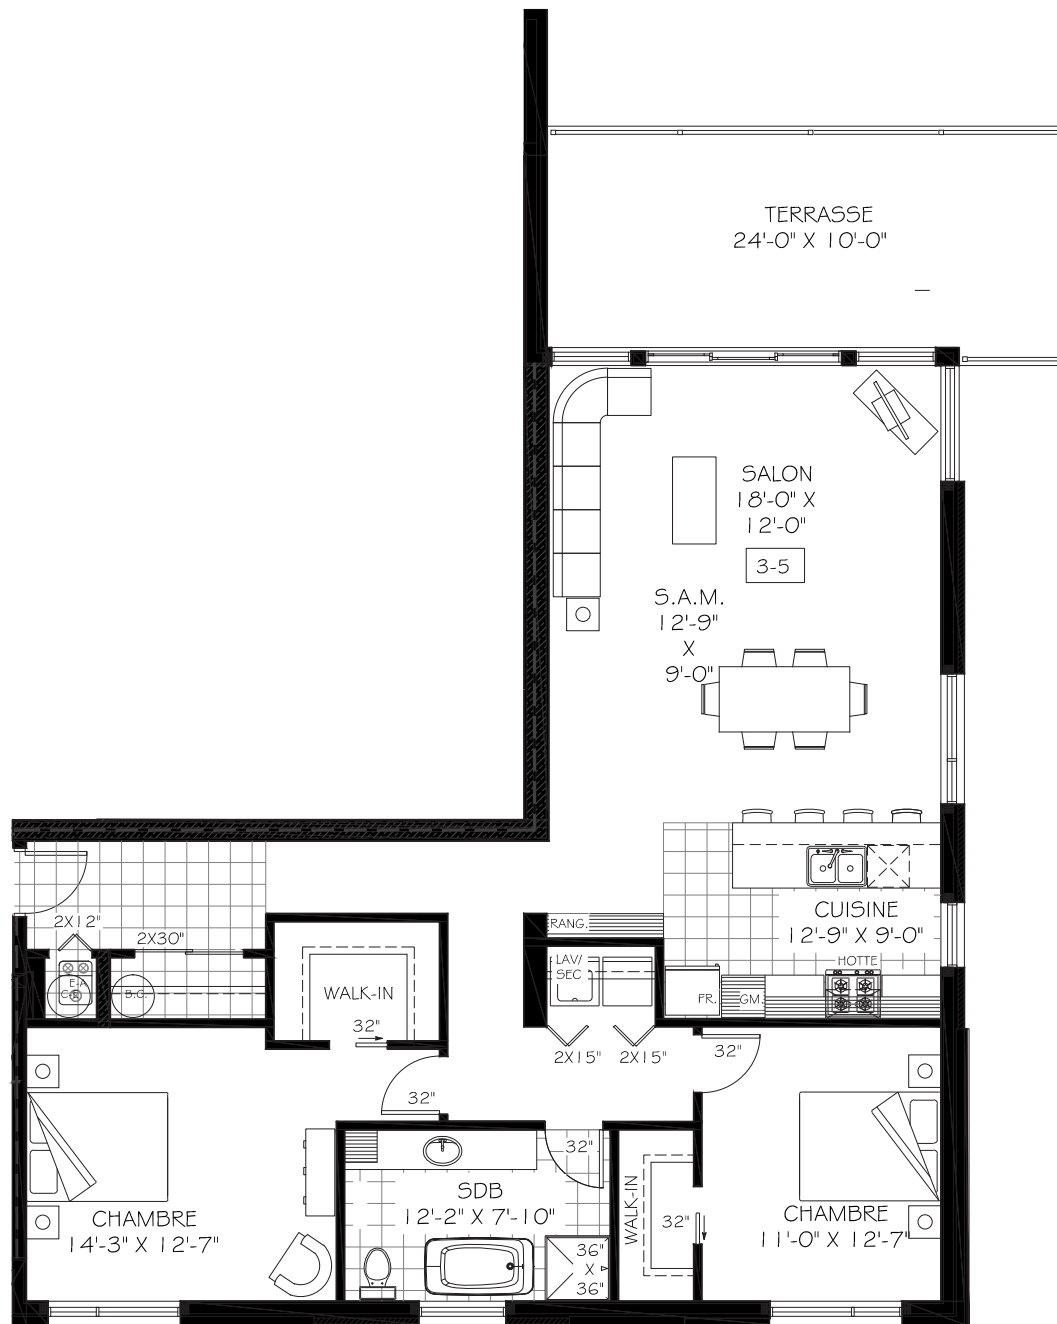 TERRASSE
24'-0" X 10'-0"
SALON
18'-0" X
12'-0"
3-5
S.A.M.
12'-9"
X
9'-0"
2X12"
2X30"
E-A
C.
B.C.
WALK-IN
32"
RANG.
LAV/
SEC
2X15"
2X15"
CUISINE
12'-9" X 9'-0"
HOTTE
FR.
GM.
32"
32"
32"
CHAMBRE
14'-3" X 12'-7"
SDB
12'-2" X 7'-10"
36"
X
36"
WALK-IN
32"
CHAMBRE
11'-0" X 12'-7"